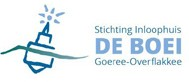 Stichting Inloophuis
DE BOEI
Goeree-Overflakkee